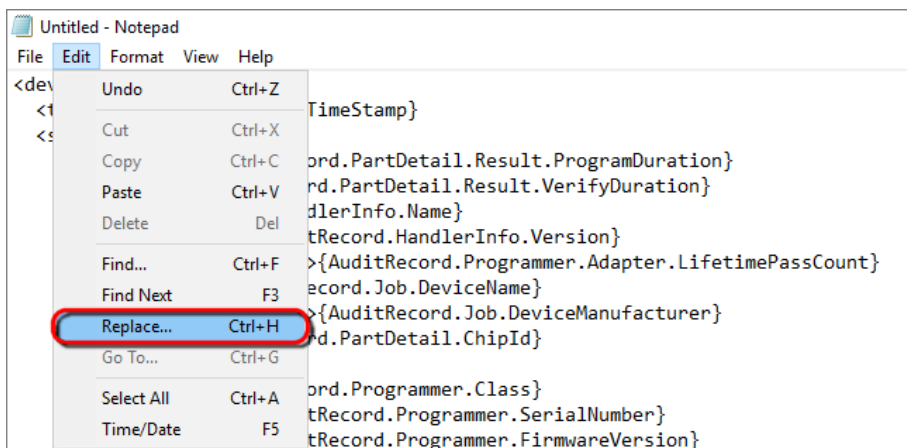 Untitled - Notepad
File Edit Format View Help
<dev
Undo Ctrl+Z
<t TimeStamp}
Cut Ctrl+X
<s
Copy Ctrl+C ord.PartDetail.Result.ProgramDuration}
Paste Ctrl+V rd.PartDetail.Result.VerifyDuration}
dlerInfo.Name}
Delete Del
tRecord.HandlerInfo.Version}
Find... Ctrl+F >{AuditRecord.Programmer.Adapter.LifetimePassCount}
Find Next F3 ecord.Job.DeviceName}
>{AuditRecord.Job.DeviceManufacturer}
Replace... Ctrl+H
rd.PartDetail.ChipId}
Go To... Ctrl+G
Select All Ctrl+A ord.Programmer.Class}
tRecord.Programmer.SerialNumber}
Time/Date F5
tRecord.Programmer.FirmwareVersion}